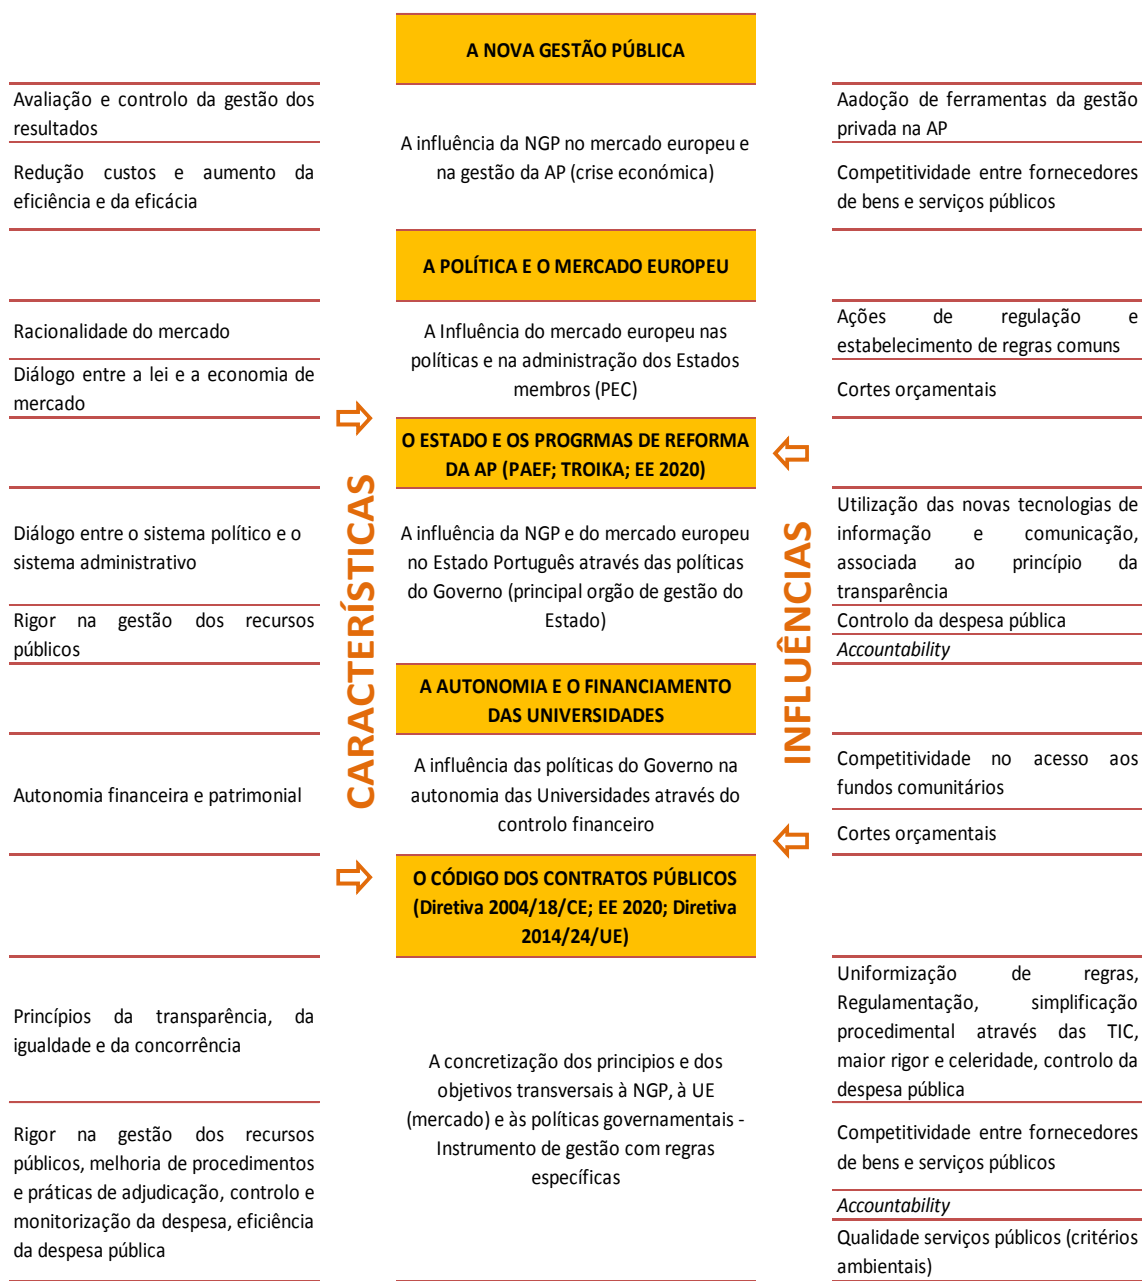 A NOVA GESTÃO PÚBLICA
Avaliação e controlo da gestão dos
resultados
Redução custos e aumento da
eficiência e da eficácia
A influência da NGP no mercado europeu e
na gestão da AP (crise económica)
Aadoção de ferramentas da gestão
privada na AP
Competitividade entre fornecedores
de bens e serviços públicos
A POLÍTICA E O MERCADO EUROPEU
Racionalidade do mercado
Diálogo entre a lei e a economia de
mercado
A Influência do mercado europeu nas
políticas e na administração dos Estados
membros (PEC)
Ações de regulação e
estabelecimento de regras comuns
Cortes orçamentais
O ESTADO E OS PROGRMAS DE REFORMA
DA AP (PAEF; TROIKA; EE 2020)
CARACTERÍSTICAS
INFLUÊNCIAS
Diálogo entre o sistema político e o
sistema administrativo
Rigor na gestão dos recursos
públicos
A influência da NGP e do mercado europeu
no Estado Português através das políticas
do Governo (principal orgão de gestão do
Estado)
Utilização das novas tecnologias de
informação e comunicação,
associada ao princípio da
transparência
Controlo da despesa pública
Accountability
A AUTONOMIA E O FINANCIAMENTO
DAS UNIVERSIDADES
Autonomia financeira e patrimonial
A influência das políticas do Governo na
autonomia das Universidades através do
controlo financeiro
Competitividade no acesso aos
fundos comunitários
Cortes orçamentais
O CÓDIGO DOS CONTRATOS PÚBLICOS
(Diretiva 2004/18/CE; EE 2020; Diretiva
2014/24/UE)
Princípios da transparência, da
igualdade e da concorrência
Rigor na gestão dos recursos
públicos, melhoria de procedimentos
e práticas de adjudicação, controlo e
monitorização da despesa, eficiência
da despesa pública
A concretização dos principios e dos
objetivos transversais à NGP, à UE
(mercado) e às políticas governamentais -
Instrumento de gestão com regras
específicas
Uniformização de regras,
Regulamentação, simplificação
procedimental através das TIC,
maior rigor e celeridade, controlo da
despesa pública
Competitividade entre fornecedores
de bens e serviços públicos
Accountability
Qualidade serviços públicos (critérios
ambientais)